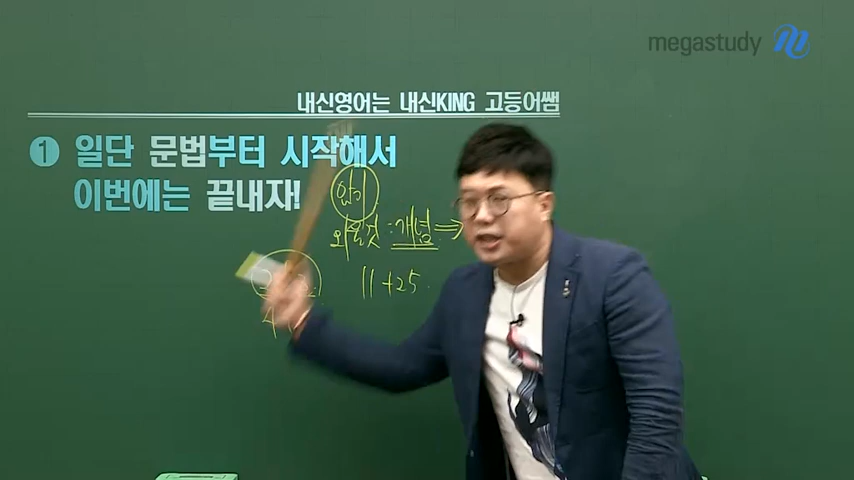 megastudy
내신영어는 내신KING 고등어쌤
1 일단 문법부터 시작해서
이번에는 끝내자!
암기
외울것 : 개념 ⇒
11+25.